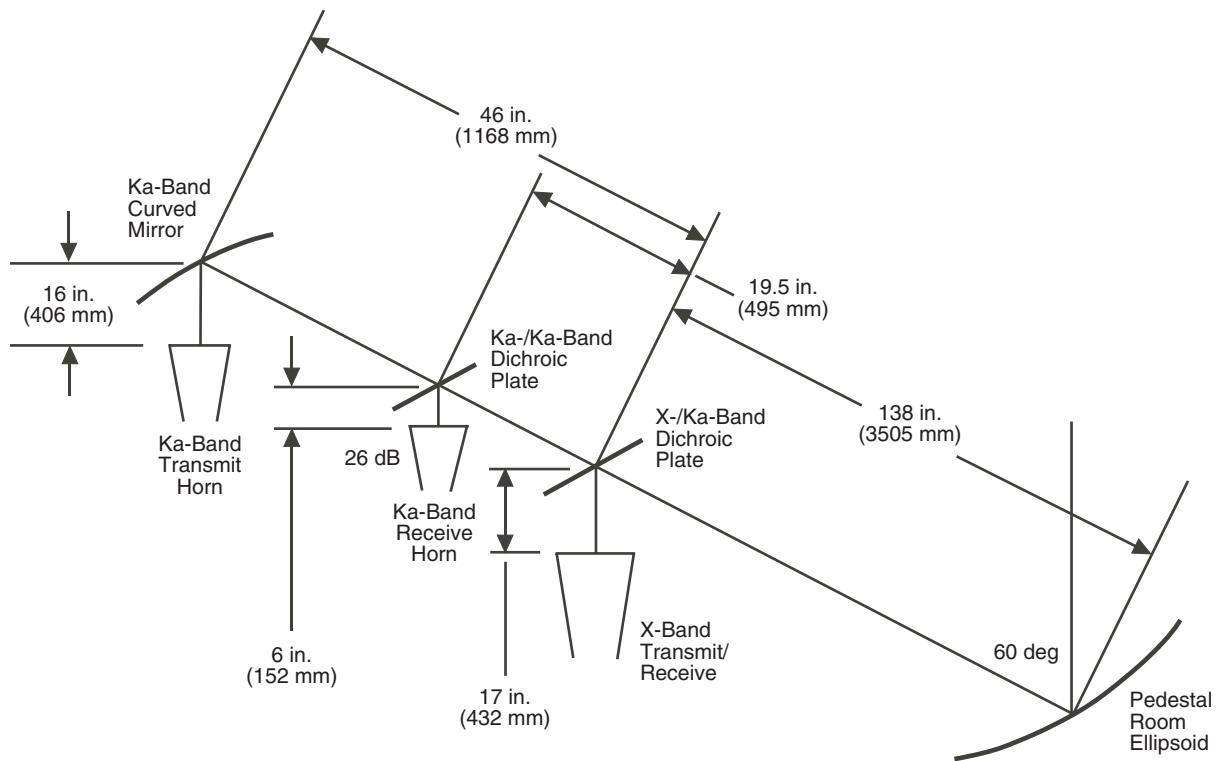 46 in.
(1168 mm)
Ka-Band
Curved
Mirror
16 in.
(406 mm)
19.5 in.
(495 mm)
Ka-/Ka-Band
Dichroic
Plate
138 in.
(3505 mm)
X-/Ka-Band
Dichroic
Plate
Ka-Band
Transmit
Horn
26 dB
Ka-Band
Receive
Horn
6 in.
(152 mm)
17 in.
(432 mm)
X-Band
Transmit/
Receive
60 deg
Pedestal
Room
Ellipsoid